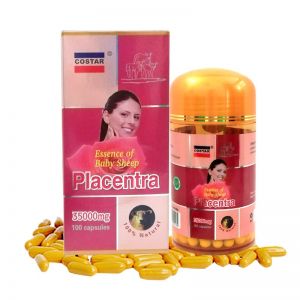 COSTAR
Essence of
Baby Sheep
Placentra
35000mg
100 capsules
100% Natural
COSTAR
Essence of
Baby Sheep
Placentra